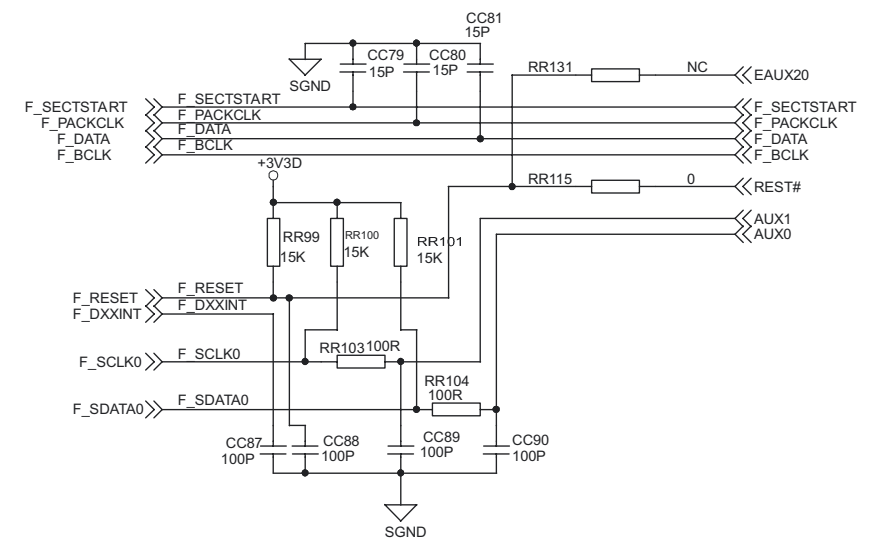 CC81
15P
CC79
15P
CC80
15P
SGND
RR131
NC
EAUX20
F_SECTSTART
F_SECTSTART
F_SECTSTART
F_PACKCLK
F_PACKCLK
F_PACKCLK
F_DATA
F_DATA
F_DATA
F_BCLK
F_BCLK
F_BCLK
+3V3D
RR115
0
REST#
AUX1
AUX0
RR99
15K
RR100
15K
RR101
15K
F_RESET
F_RESET
F_DXXINT
F_DXXINT
F_SCLK0
F_SCLK0
RR103
100R
RR104
100R
F_SDATA0
F_SDATA0
CC87
100P
CC88
100P
CC89
100P
CC90
100P
SGND